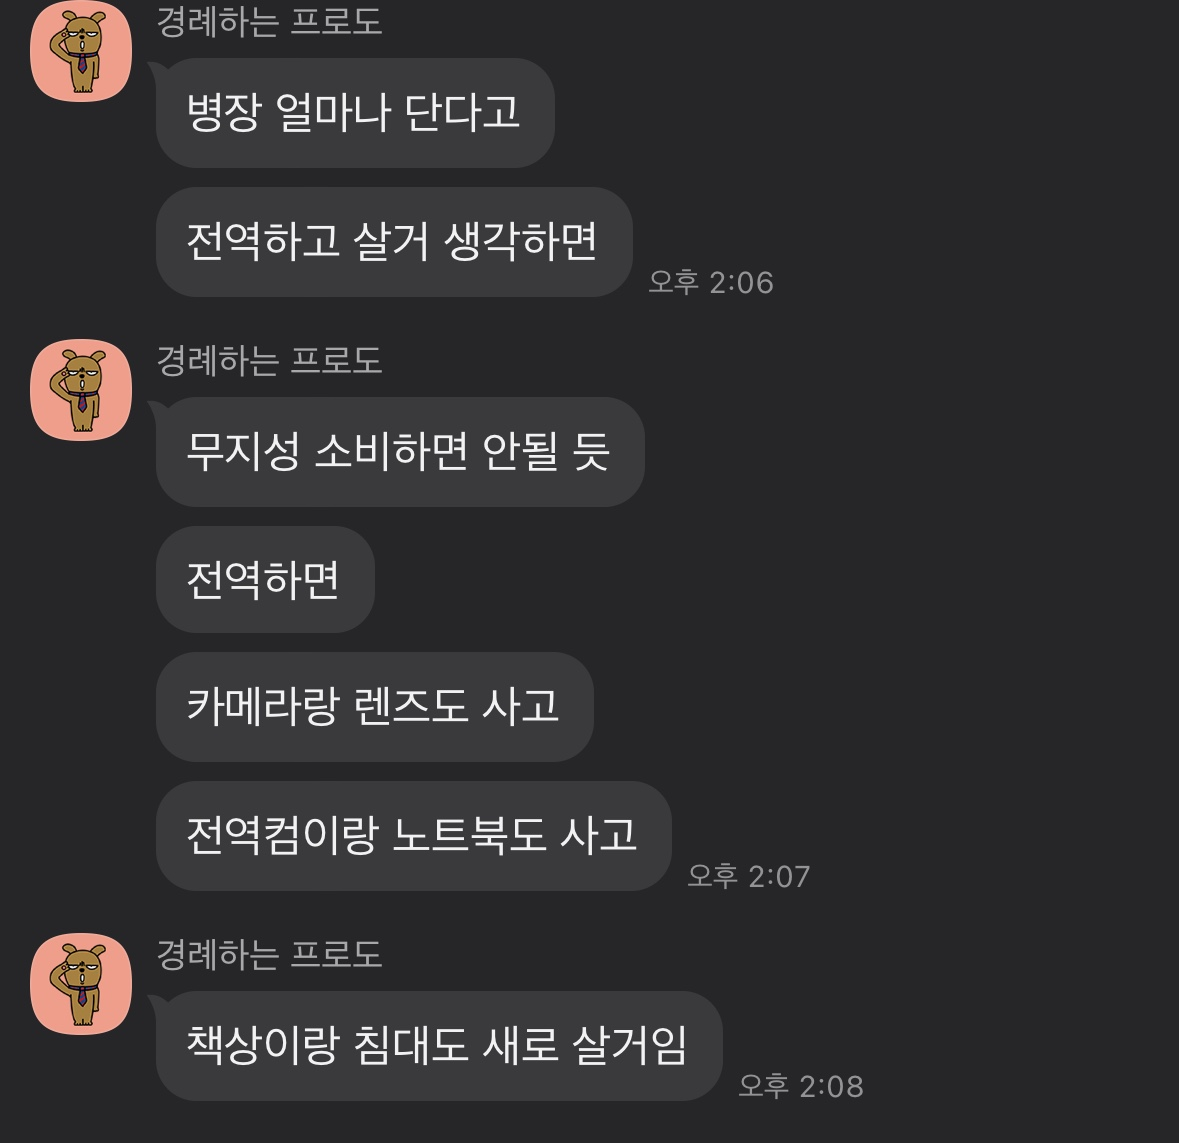 경례하는 프로도
병장 얼마나 단다고
전역하고 살거 생각하면
오후 2:06
경례하는 프로도
무지성 소비하면 안될 듯
전역하면
카메라랑 렌즈도 사고
전역컴이랑 노트북도 사고
오후 2:07
경례하는 프로도
책상이랑 침대도 새로 살거임
오후 2:08